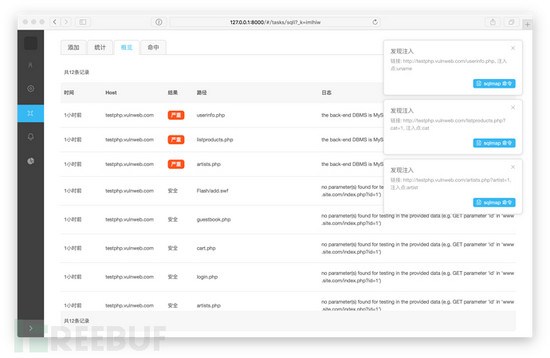 127.0.0.1:8000/#/tasks/sqli?_k=imlhlw
添加 统计 概览 命中
共12条记录
时间 Host 结果 路径 日志
1小时前 testphp.vulnweb.com 严重 userinfo.php the back-end DBMS is MyS
1小时前 testphp.vulnweb.com 严重 listproducts.php the back-end DBMS is MyS
1小时前 testphp.vulnweb.com 严重 artists.php the back-end DBMS is MyS
1小时前 testphp.vulnweb.com 安全 Flash/add.swf no parameter(s) found for testing in the provided data (e.g. GET parameter 'id' in 'www
.site.com/index.php?id=1')
1小时前 testphp.vulnweb.com 安全 guestbook.php no parameter(s) found for testing in the provided data (e.g. GET parameter 'id' in 'www
.site.com/index.php?id=1')
1小时前 testphp.vulnweb.com 安全 cart.php no parameter(s) found for testing in the provided data (e.g. GET parameter 'id' in 'www
.site.com/index.php?id=1')
1小时前 testphp.vulnweb.com 安全 login.php no parameter(s) found for testing in the provided data (e.g. GET parameter 'id' in 'www
.site.com/index.php?id=1')
1小时前 testphp.vulnweb.com 安全 artists.php no parameter(s) found for testing in the provided data (e.g. GET parameter 'id' in 'www
共12条记录
发现注入
链接: http://testphp.vulnweb.com/userinfo.php, 注入
点:uname
sqlmap 命令
发现注入
链接: http://testphp.vulnweb.com/listproducts.php?
cat=1, 注入点:cat
sqlmap 命令
发现注入
链接: http://testphp.vulnweb.com/artists.php?artist=1,
注入点:artist
sqlmap 命令
REEBUF